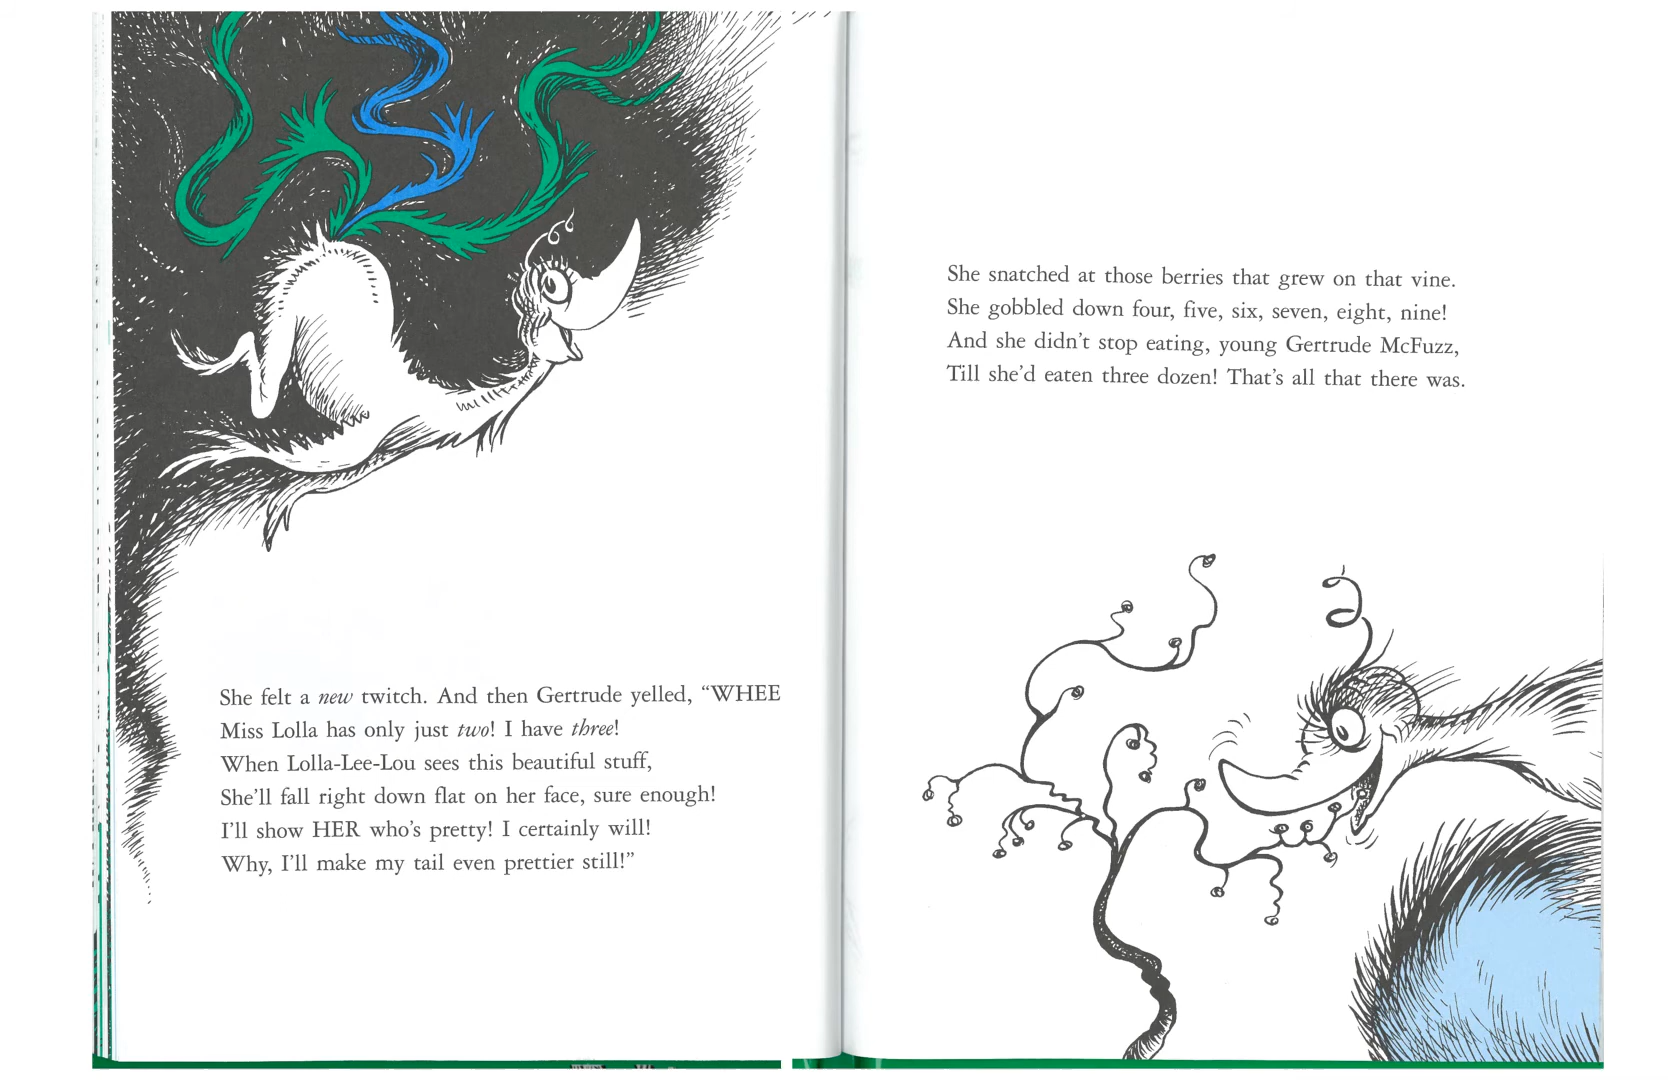 She felt a new twitch. And then Gertrude yelled, “WHEE
Miss Lolla has only just two! I have three!
When Lolla-Lee-Lou sees this beautiful stuff,
She’ll fall right down flat on her face, sure enough!
I’ll show HER who’s pretty! I certainly will!
Why, I’ll make my tail even prettier still!”
She snatched at those berries that grew on that vine.
She gobbled down four, five, six, seven, eight, nine!
And she didn’t stop eating, young Gertrude McFuzz,
Till she’d eaten three dozen! That’s all that there was.